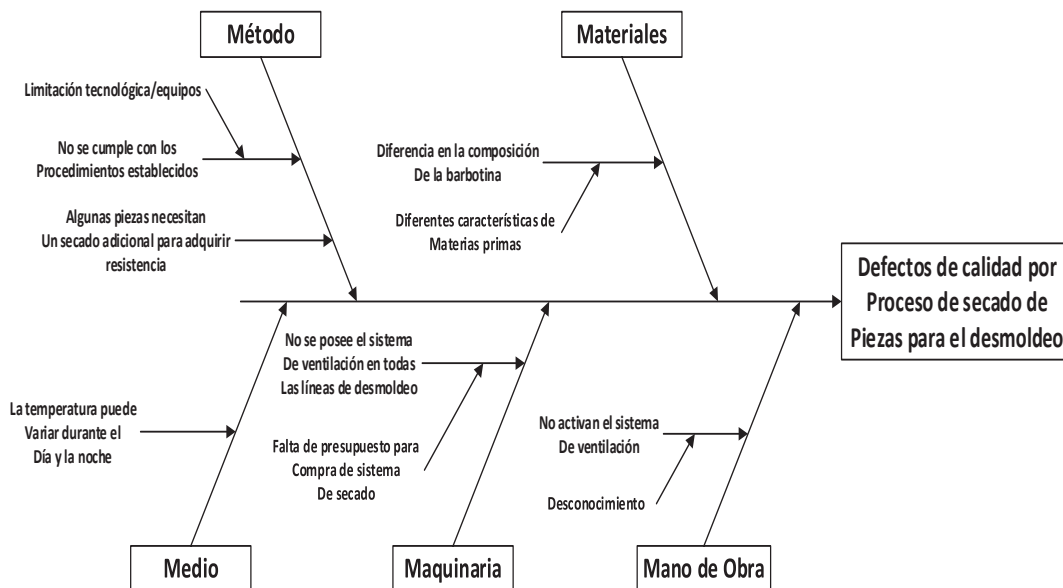 Método
Materiales
Limitación tecnológica/equipos
No se cumple con los
Procedimientos establecidos
Algunas piezas necesitan
Un secado adicional para adquirir
resistencia
Diferencia en la composición
De la barbotina
Diferentes características de
Materias primas
Defectos de calidad por
Proceso de secado de
Piezas para el desmoldeo
No se posee el sistema
De ventilación en todas
Las líneas de desmoldeo
La temperatura puede
Variar durante el
Día y la noche
Falta de presupuesto para
Compra de sistema
De secado
No activan el sistema
De ventilación
Desconocimiento
Medio
Maquinaria
Mano de Obra